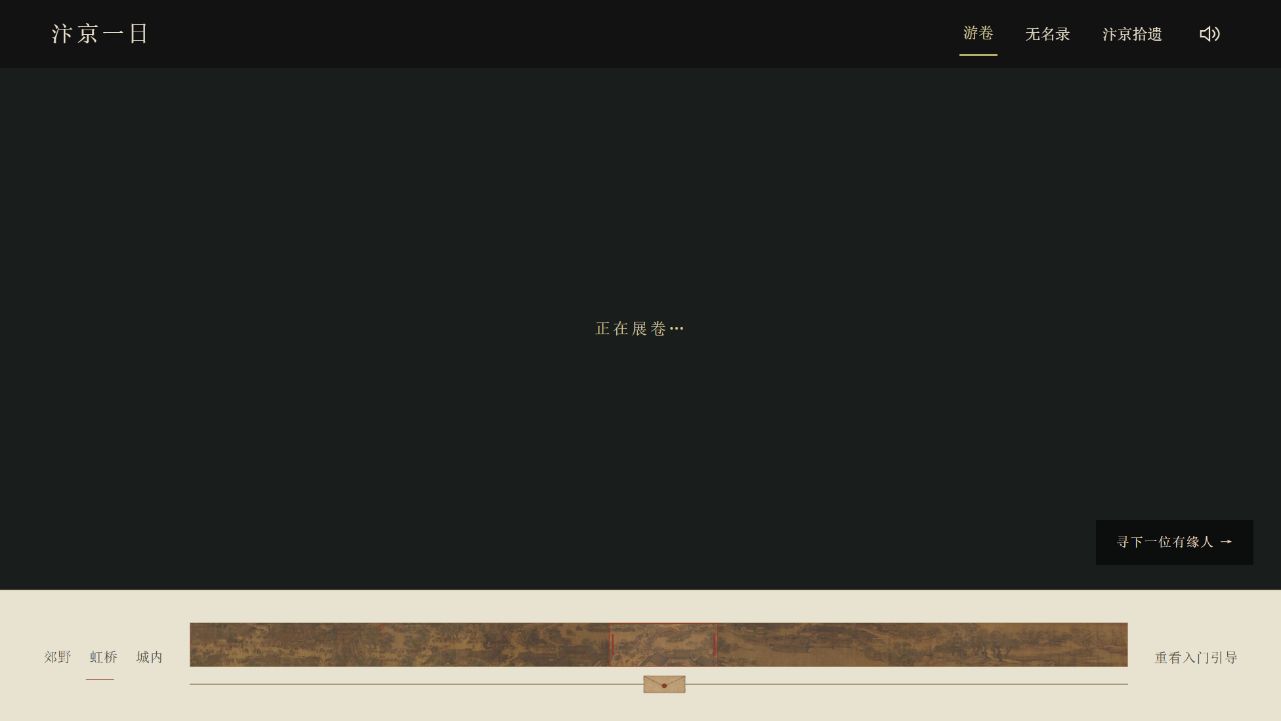 汴京一日
游卷
无名录
汴京拾遗
正在展卷…
寻下一位有缘人 →
郊野
虹桥
城内
重看入门引导